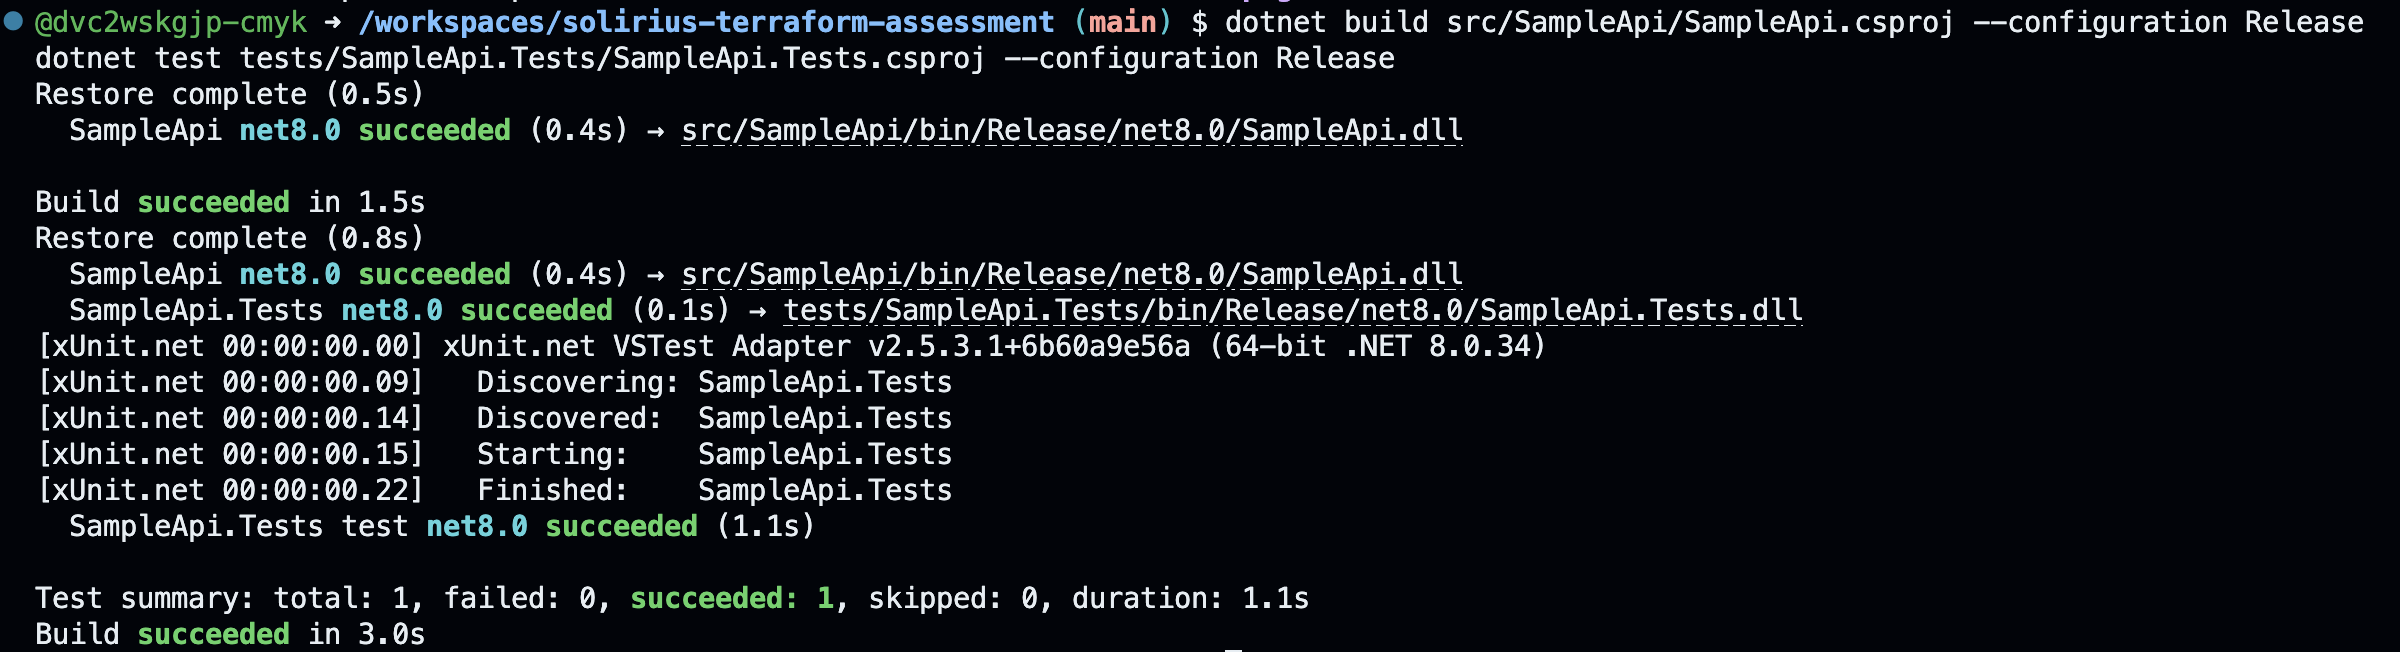 @dvc2wskgjp-cmyk → /workspaces/solirius-terraform-assessment (main) $ dotnet build src/SampleApi/SampleApi.csproj --configuration Release
dotnet test tests/SampleApi.Tests/SampleApi.Tests.csproj --configuration Release
Restore complete (0.5s)
  SampleApi net8.0 succeeded (0.4s) → src/SampleApi/bin/Release/net8.0/SampleApi.dll

Build succeeded in 1.5s
Restore complete (0.8s)
  SampleApi net8.0 succeeded (0.4s) → src/SampleApi/bin/Release/net8.0/SampleApi.dll
  SampleApi.Tests net8.0 succeeded (0.1s) → tests/SampleApi.Tests/bin/Release/net8.0/SampleApi.Tests.dll
[xUnit.net 00:00:00.00] xUnit.net VSTest Adapter v2.5.3.1+6b60a9e56a (64-bit .NET 8.0.34)
[xUnit.net 00:00:00.09]   Discovering: SampleApi.Tests
[xUnit.net 00:00:00.14]   Discovered:  SampleApi.Tests
[xUnit.net 00:00:00.15]   Starting:    SampleApi.Tests
[xUnit.net 00:00:00.22]   Finished:    SampleApi.Tests
  SampleApi.Tests test net8.0 succeeded (1.1s)

Test summary: total: 1, failed: 0, succeeded: 1, skipped: 0, duration: 1.1s
Build succeeded in 3.0s